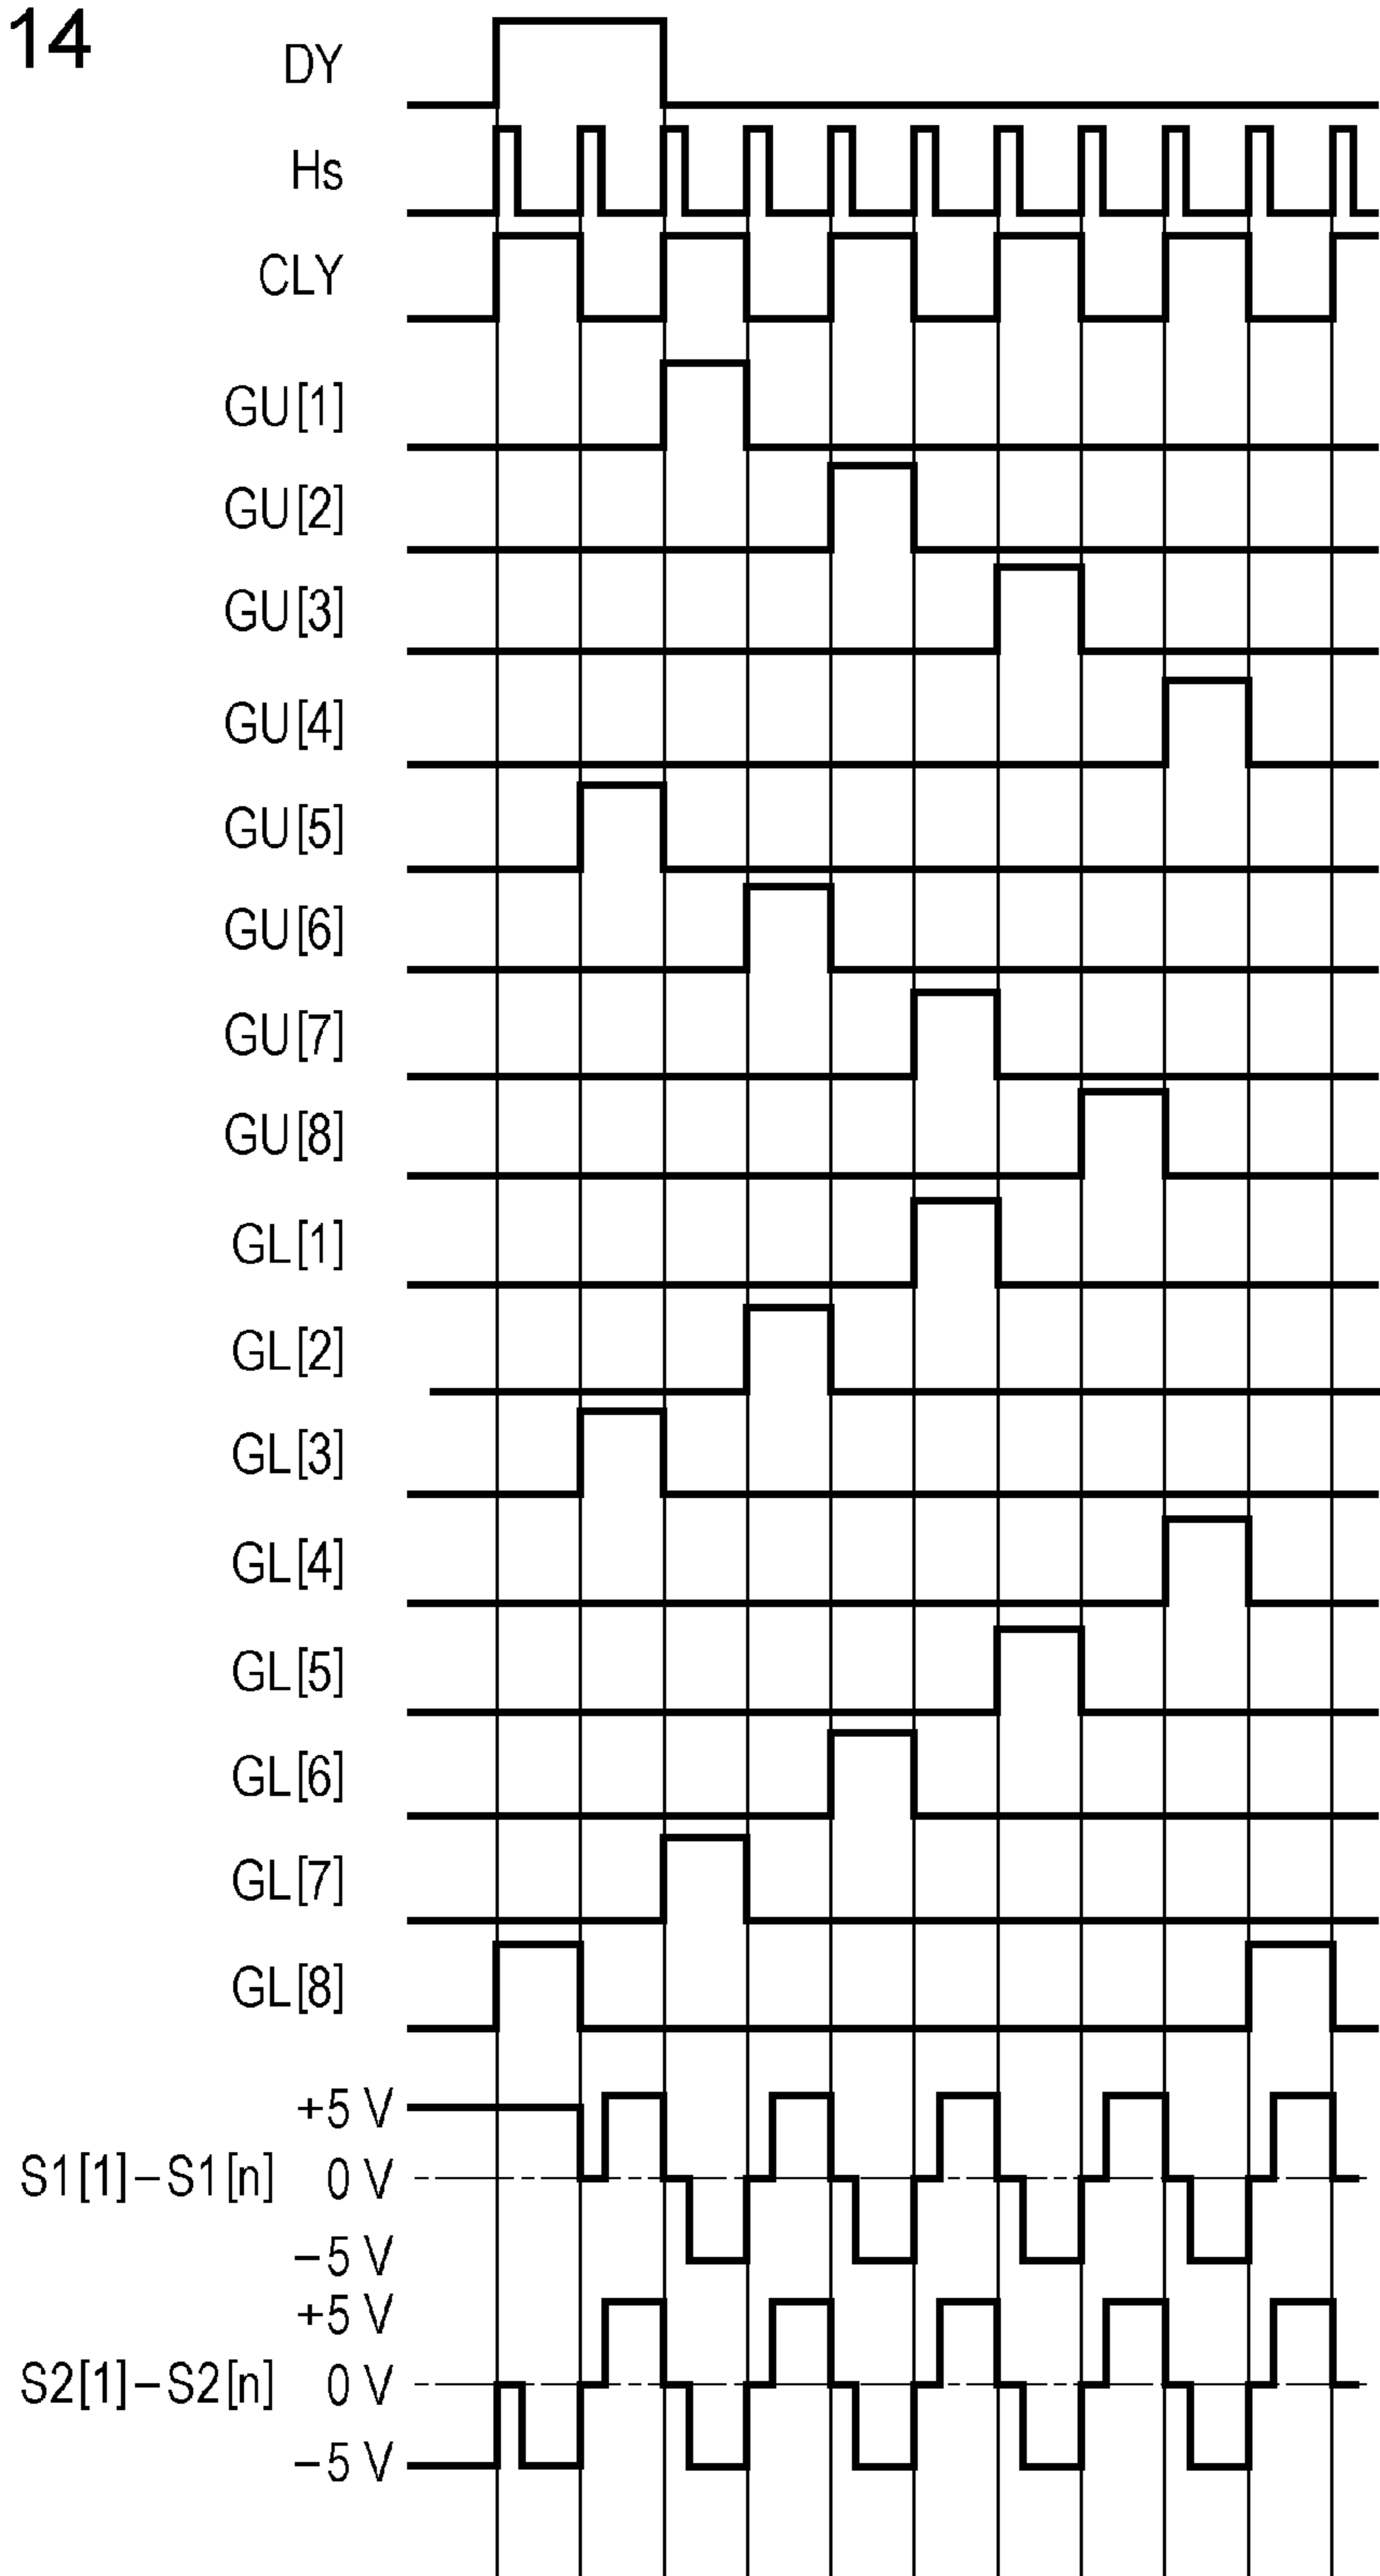 14
DY
Hs
CLY
GU[1]
GU[2]
GU[3]
GU[4]
GU[5]
GU[6]
GU[7]
GU[8]
GL[1]
GL[2]
GL[3]
GL[4]
GL[5]
GL[6]
GL[7]
GL[8]
+5 V
S1[1]−S1[n] 0 V
−5 V
+5 V
S2[1]−S2[n] 0 V
−5 V